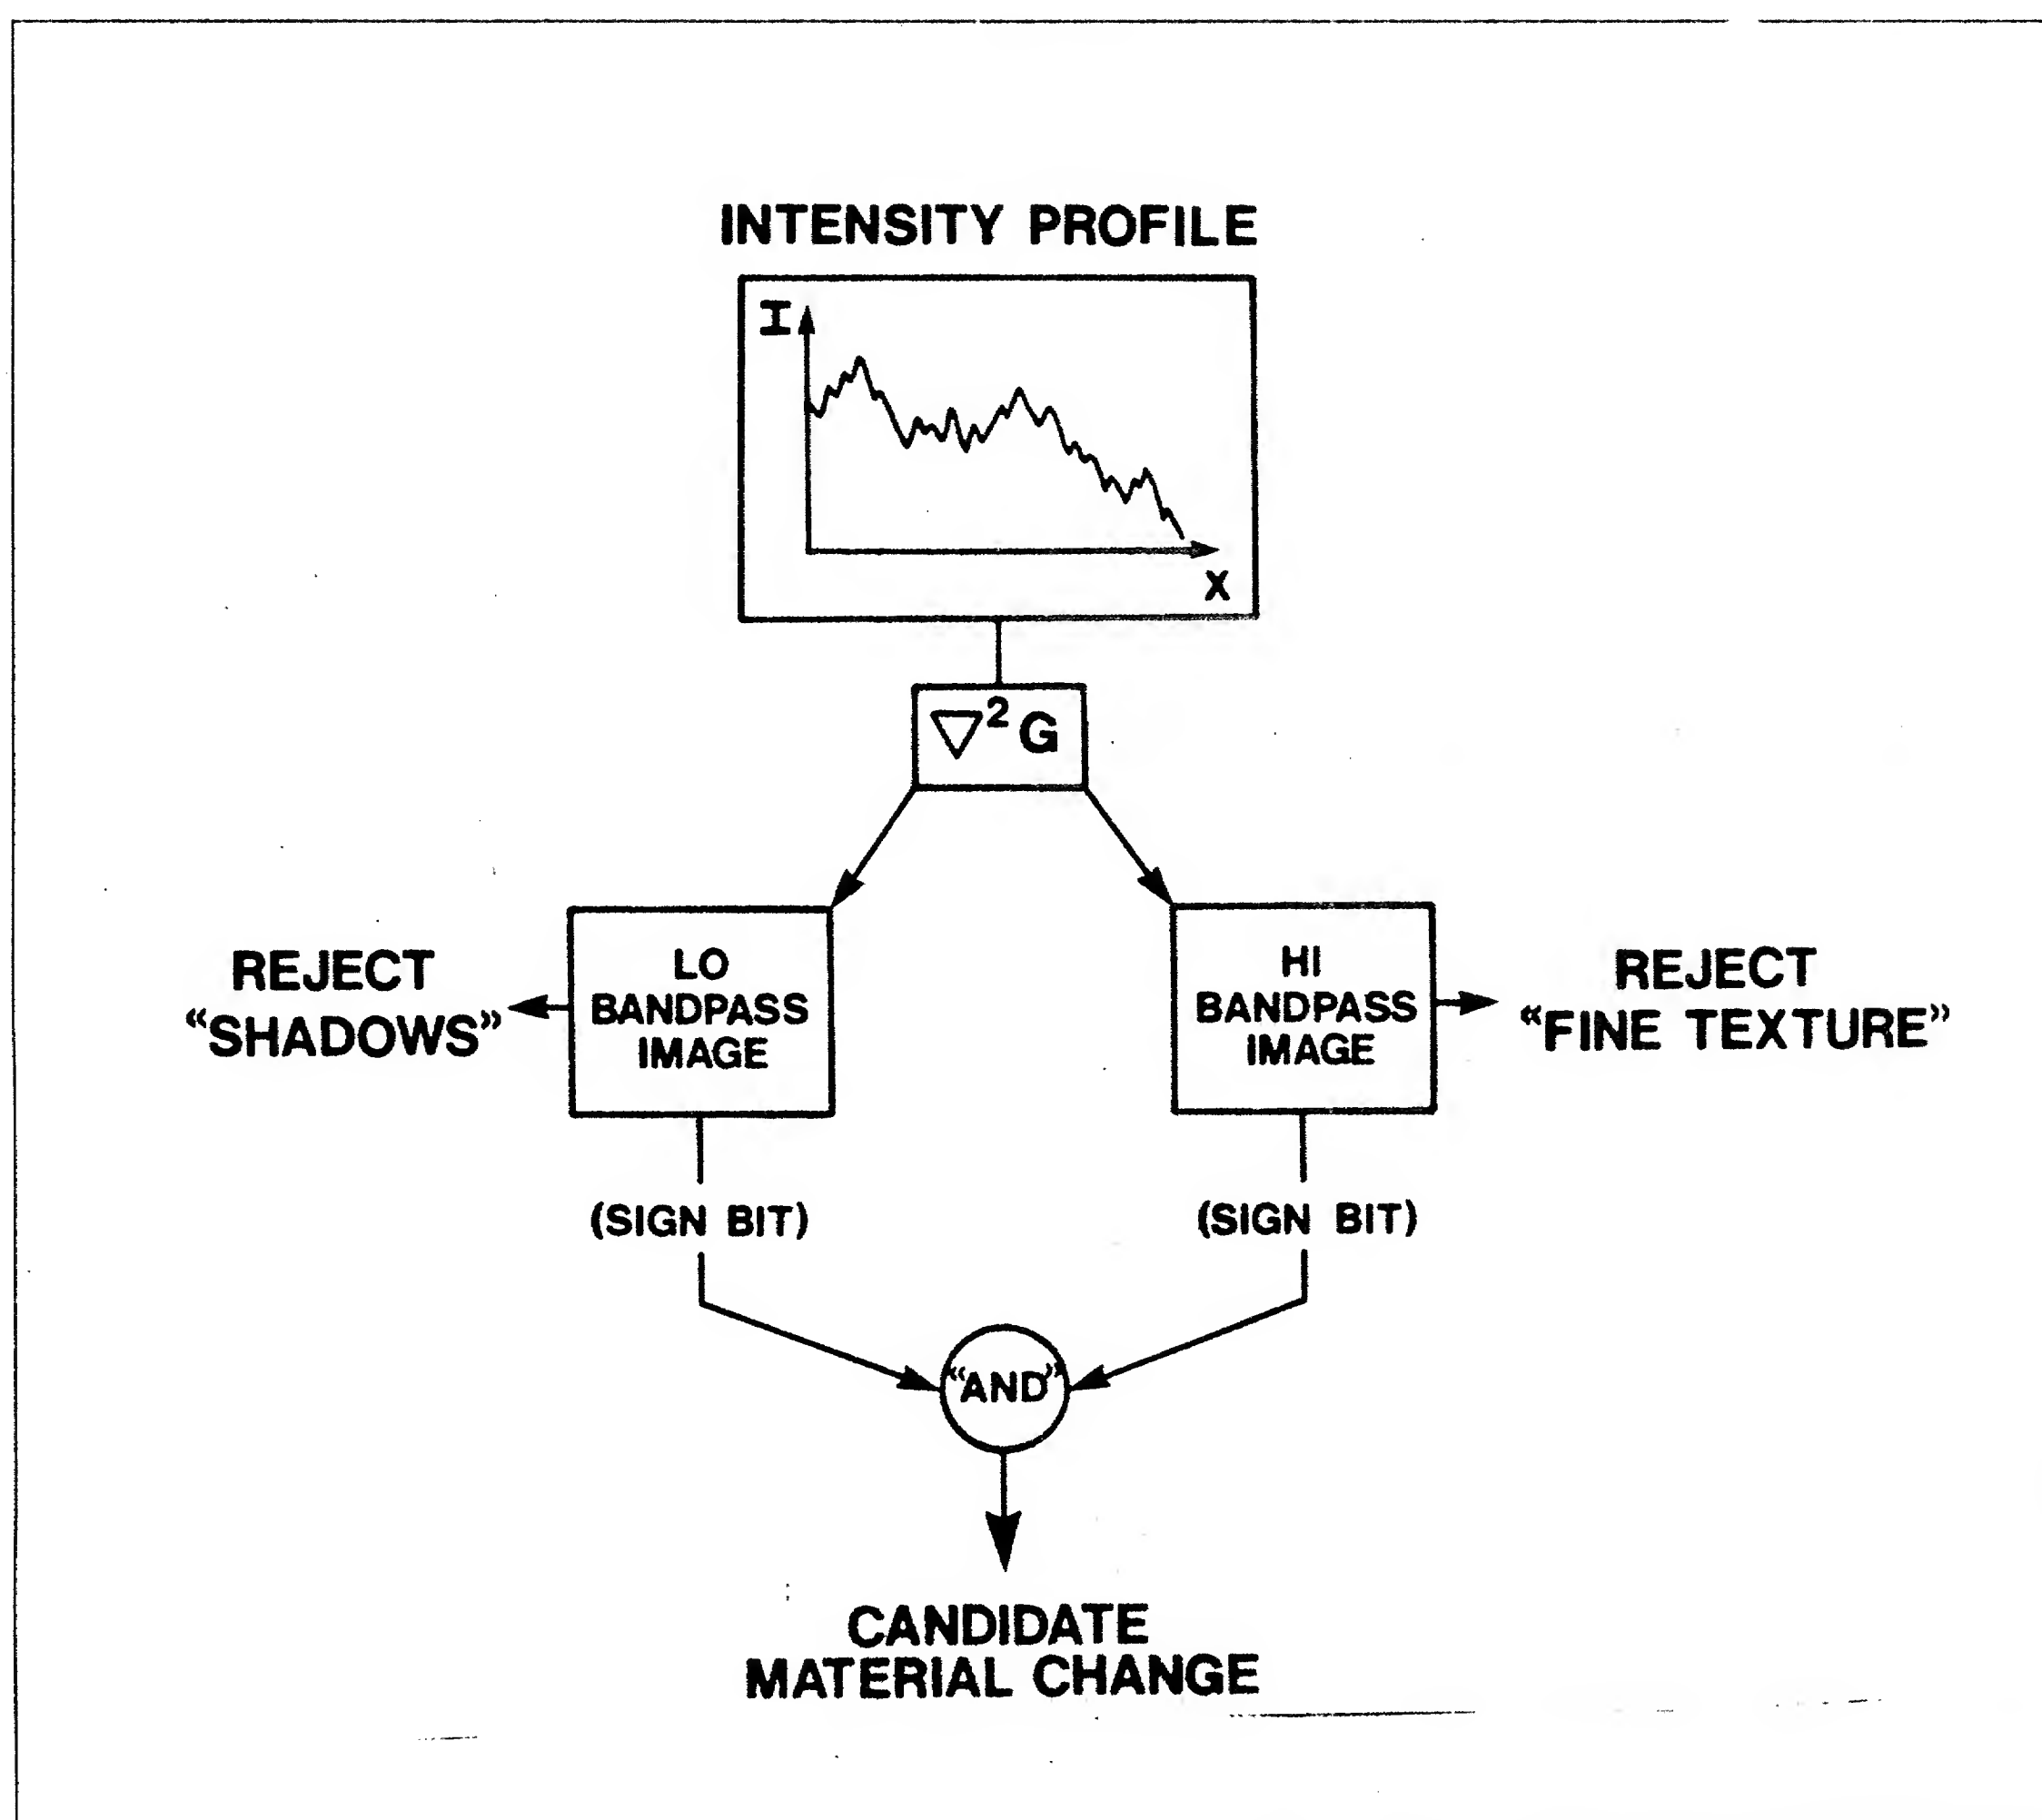 INTENSITY PROFILE
I
X
∇²G
REJECT
“SHADOWS”
LO
BANDPASS
IMAGE
HI
BANDPASS
IMAGE
REJECT
“FINE TEXTURE”
(SIGN BIT)
(SIGN BIT)
“AND”
CANDIDATE
MATERIAL CHANGE